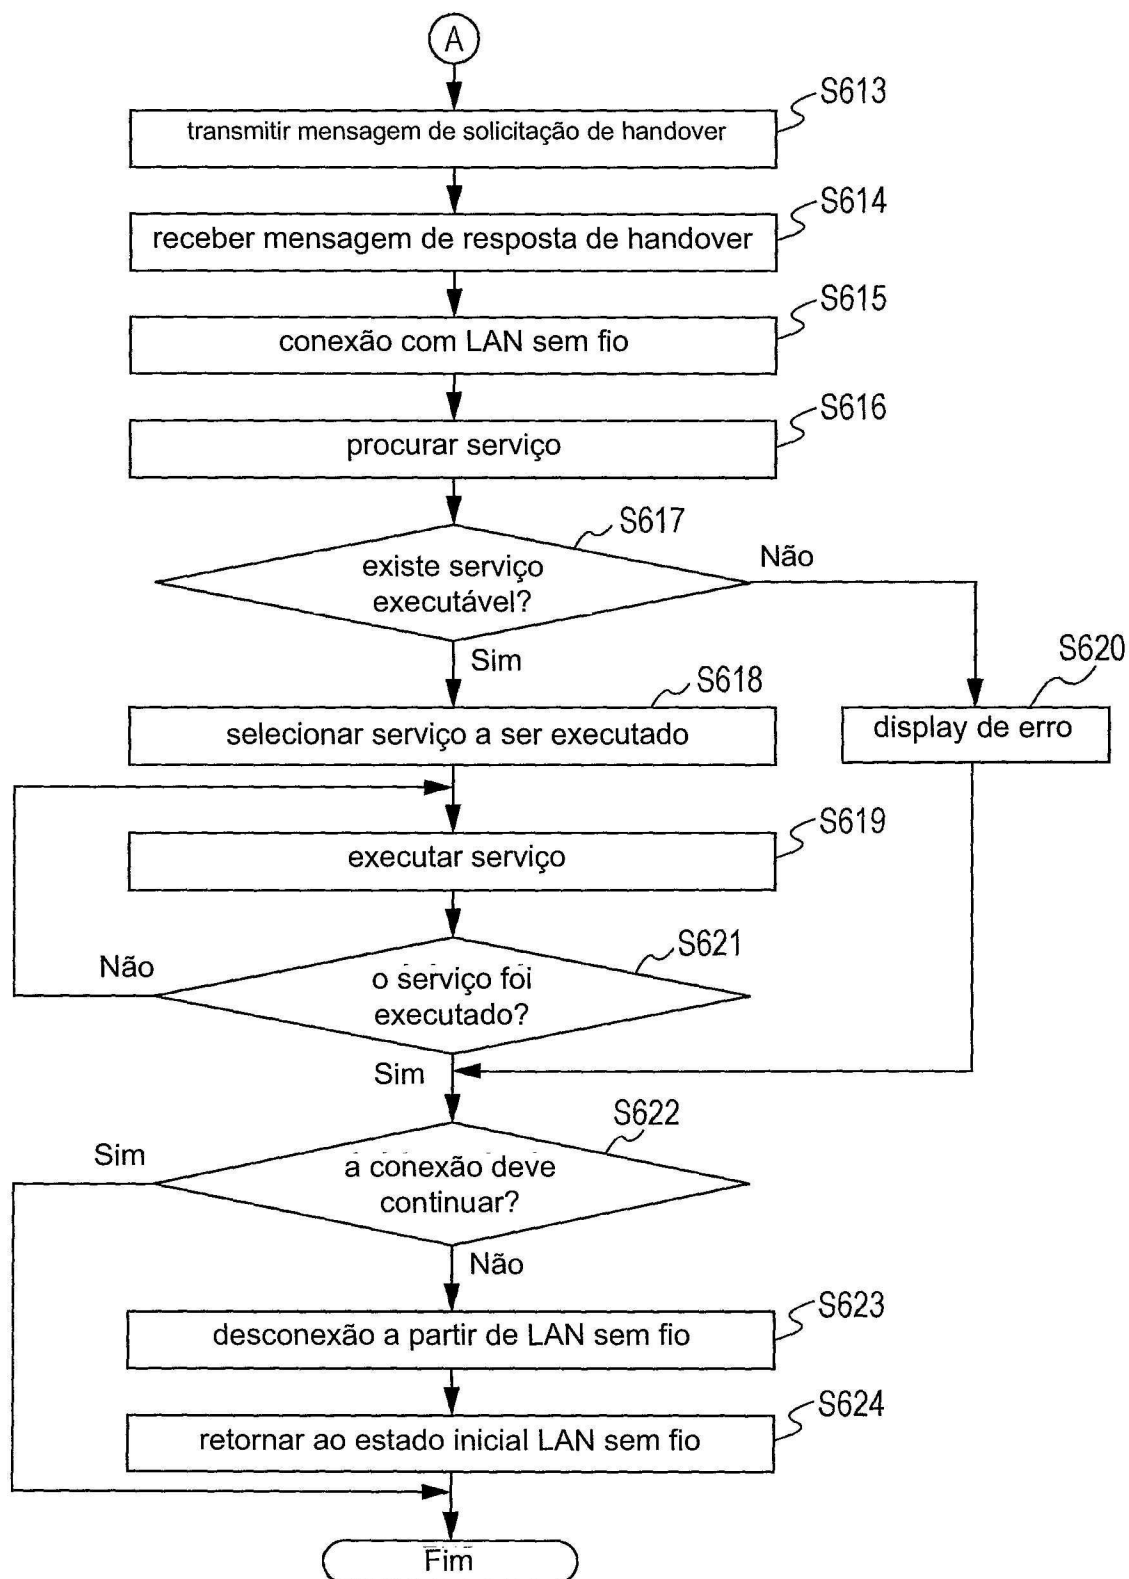 A
S613
transmitir mensagem de solicitação de handover
S614
receber mensagem de resposta de handover
S615
conexão com LAN sem fio
S616
procurar serviço
S617
existe serviço
executável?
Não
Sim
S618
selecionar serviço a ser executado
S620
display de erro
S619
executar serviço
S621
o serviço foi
executado?
Não
Sim
S622
a conexão deve
continuar?
Sim
Não
S623
desconexão a partir de LAN sem fio
S624
retornar ao estado inicial LAN sem fio
Fim